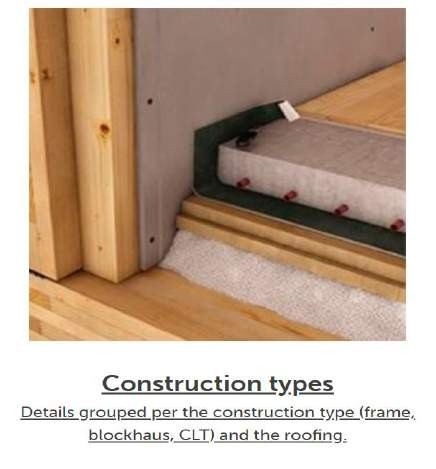 Construction types
Details grouped per the construction type (frame,
blockhaus, CLT) and the roofing.